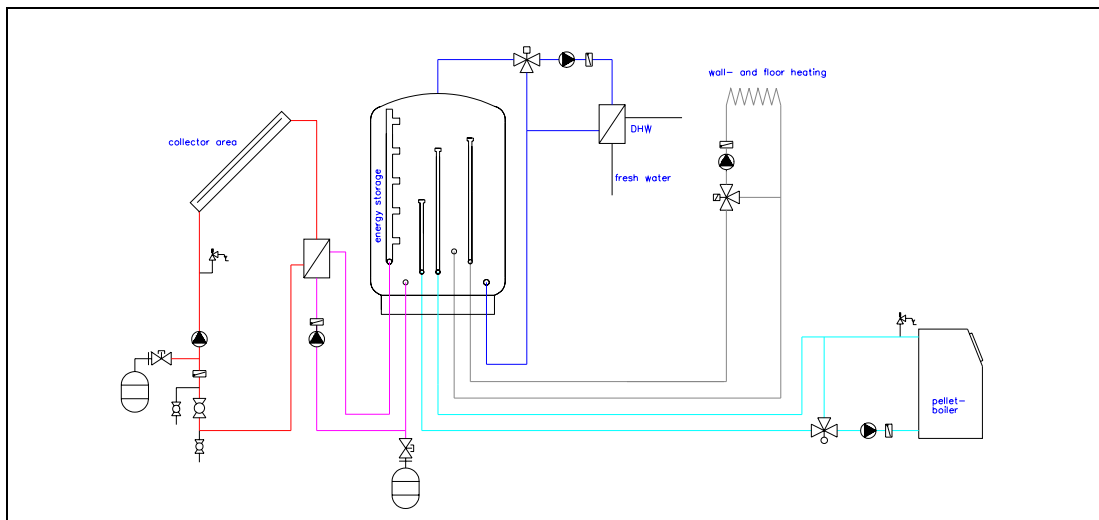 wall- and floor heating
collector area
DHW
fresh water
energy storage
pellet-
boiler